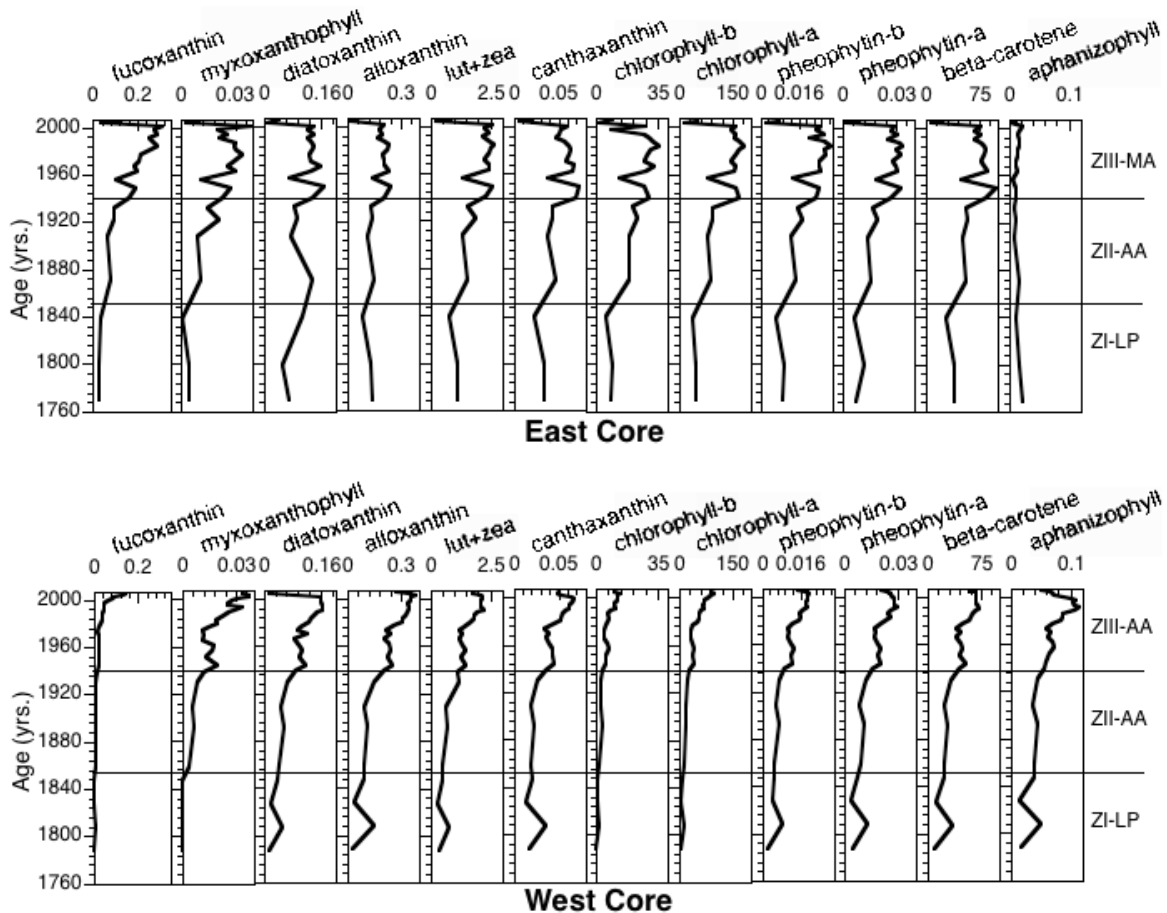 fucoxanthin myxoxanthophyll diatoxanthin alloxanthin lut+zea canthaxanthin chlorophyll-b chlorophyll-a pheophytin-b pheophytin-a beta-carotene aphanizophyll
0 0.2 0 0.03 0 0.16 0 0.3 0 2.5 0 0.05 0 35 0 150 0 0.016 0 0.03 0 75 0 0.1
2000
1960
1920
1880
1840
1800
1760
Age (yrs.)
ZIII-MA
ZII-AA
ZI-LP
East Core
fucoxanthin myxoxanthophyll diatoxanthin alloxanthin lut+zea canthaxanthin chlorophyll-b chlorophyll-a pheophytin-b pheophytin-a beta-carotene aphanizophyll
0 0.2 0 0.03 0 0.16 0 0.3 0 2.5 0 0.05 0 35 0 150 0 0.016 0 0.03 0 75 0 0.1
2000
1960
1920
1880
1840
1800
1760
Age (yrs.)
ZIII-AA
ZII-AA
ZI-LP
West Core